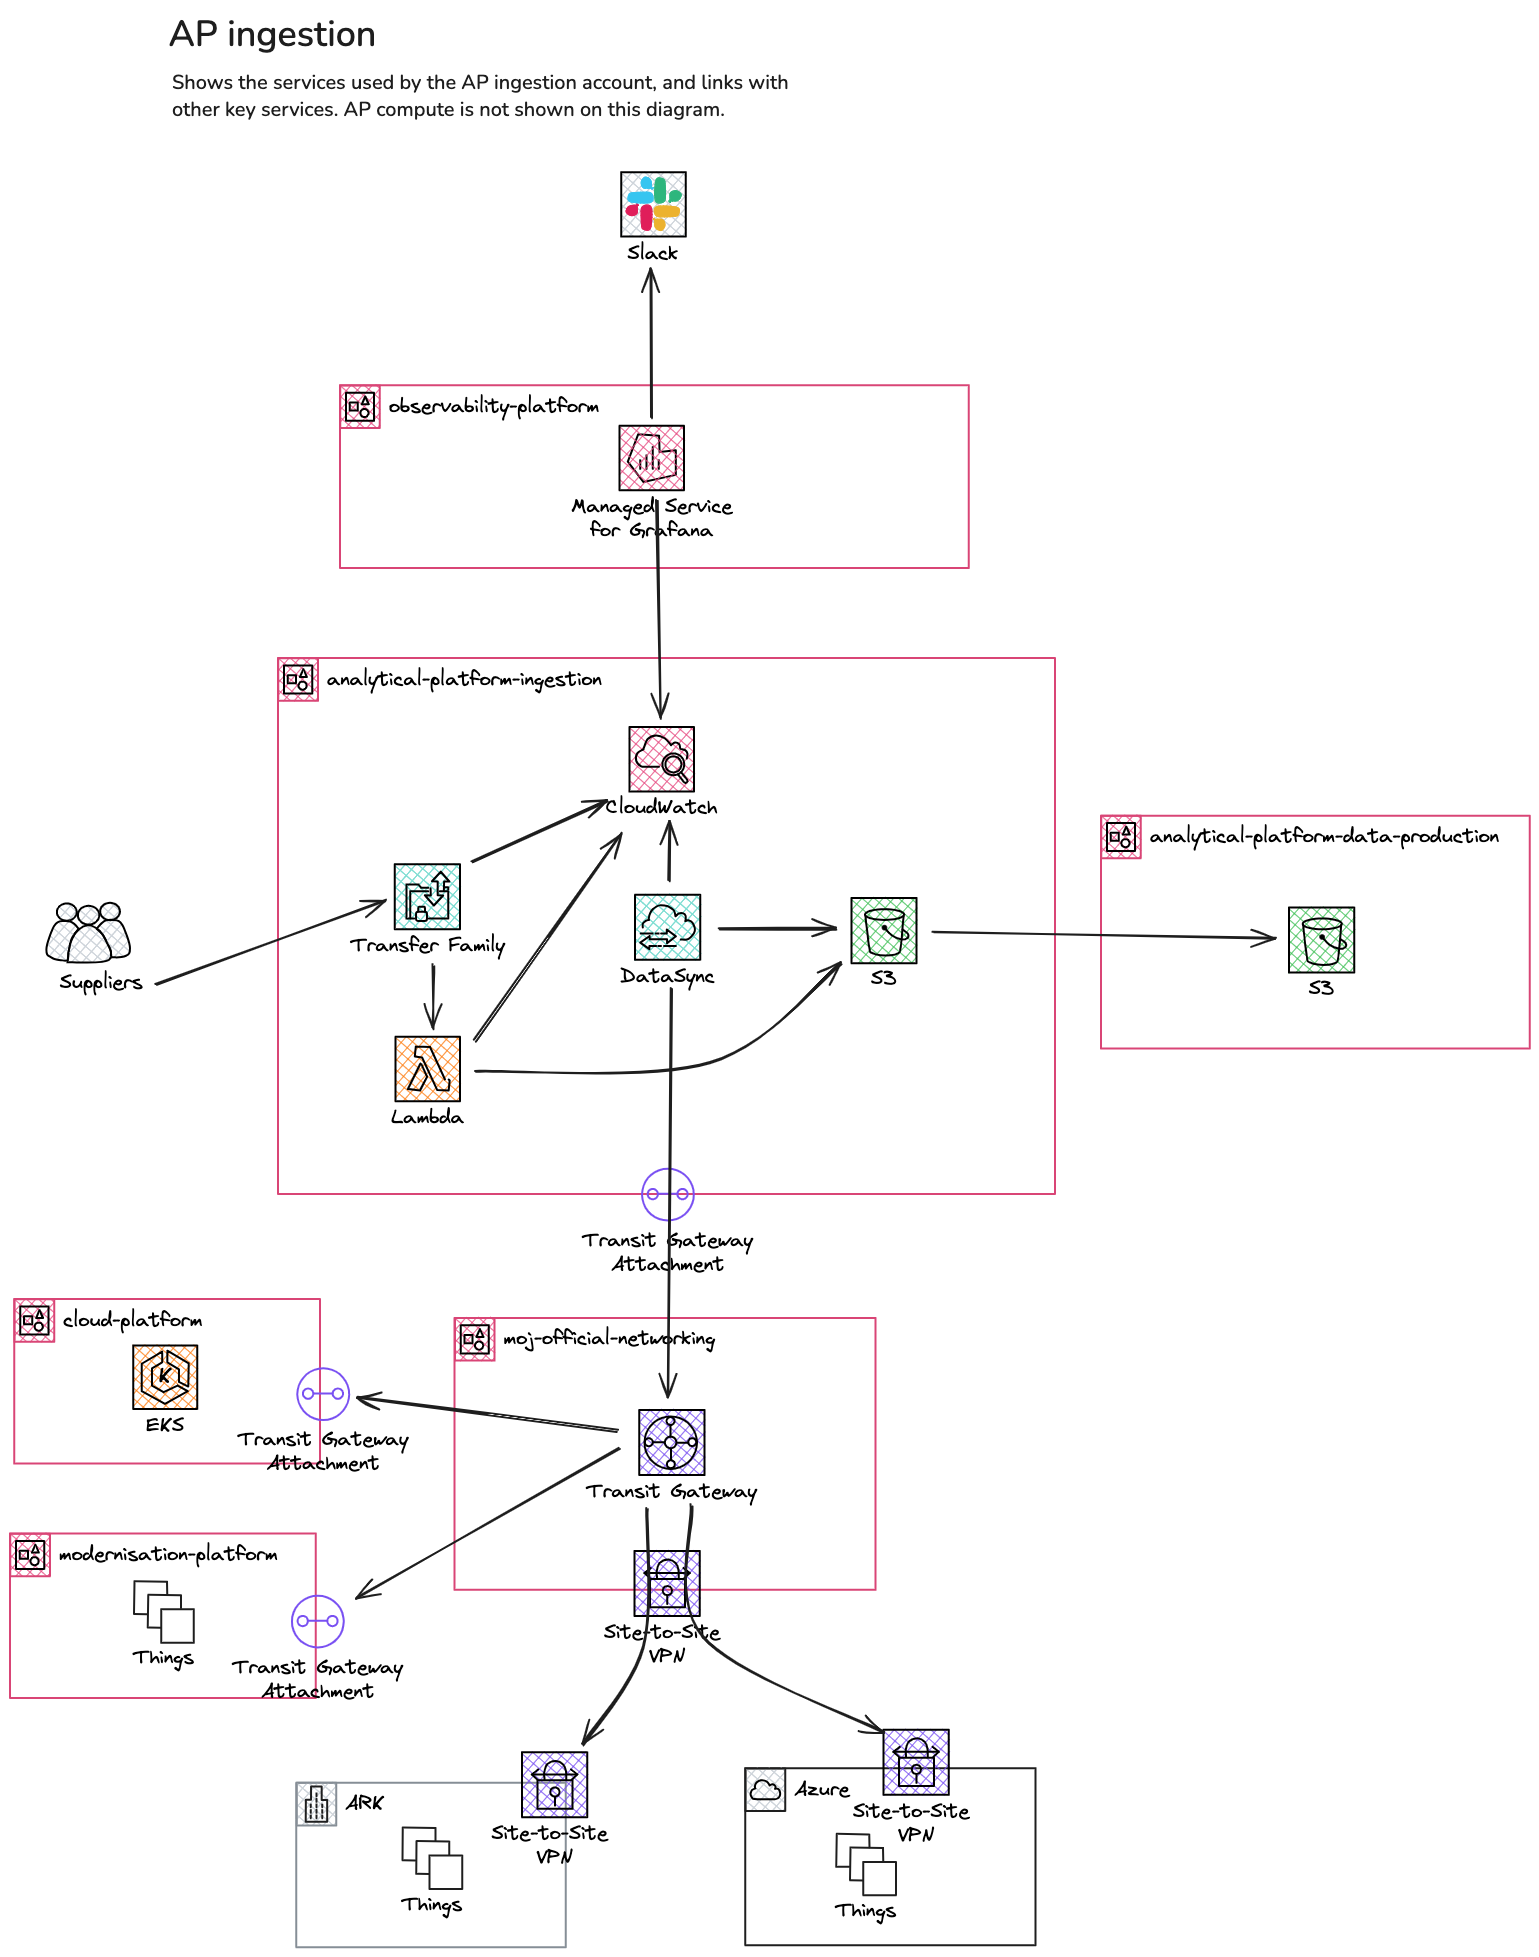 AP ingestion
Shows the services used by the AP ingestion account, and links with
other key services. AP compute is not shown on this diagram.
Slack
observability-platform
Managed Service
for Grafana
analytical-platform-ingestion
CloudWatch
analytical-platform-data-production
Suppliers
Transfer Family
DataSync
S3
S3
Lambda
Transit Gateway
Attachment
cloud-platform
EKS
Transit Gateway
Attachment
moj-official-networking
Transit Gateway
modernisation-platform
Things
Transit Gateway
Attachment
Site-to-Site
VPN
ARK
Site-to-Site
VPN
Things
Azure
Site-to-Site
VPN
Things